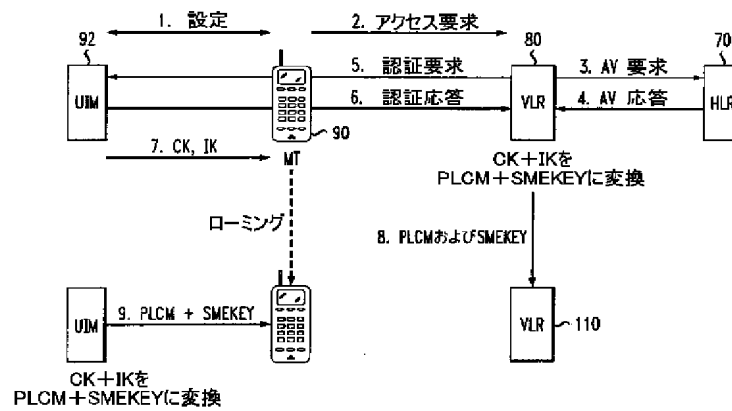 92
1. 設定
2. アクセス要求
80
70
5. 認証要求
3. AV 要求
UIM
VLR
HLR
6. 認証応答
4. AV 応答
90
7. CK, IK
MT
CK+IKを
PLCM+SMEKEYに変換
ローミング
8. PLCMおよびSMEKEY
UIM
9. PLCM + SMEKEY
VLR
110
CK+IKを
PLCM+SMEKEYに変換